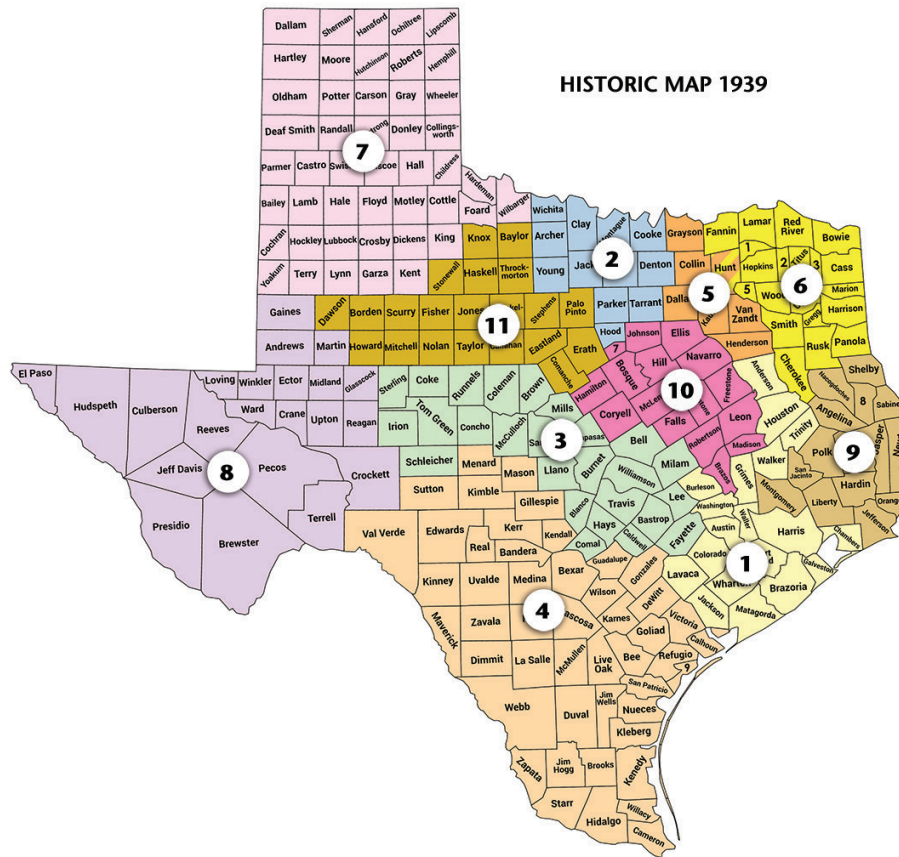 HISTORIC MAP 1939
Dallam
Sherman
Hansford
Ochiltree
Lipscomb
Hartley
Moore
Hutchinson
Roberts
Hemphill
Oldham
Potter
Carson
Gray
Wheeler
Deaf Smith
Randall
Donley
Collings-
worth
7
Parmer
Castro
Hall
Childress
Bailey
Lamb
Hale
Floyd
Motley
Cottle
Hardeman
Foard
Wilbarger
Cochran
Hockley
Lubbock
Crosby
Dickens
King
Yoakum
Terry
Lynn
Garza
Kent
Wichita
Clay
Cooke
Archer
2
Young
Denton
Parker
Tarrant
Hood
Grayson
Collin
Hunt
5
Van
Zandt
Henderson
Fannin
Lamar
Red
River
Bowie
1
Hopkins
2
Titus
3
Cass
6
5
Marion
Gregg
Harrison
Smith
Rusk
Panola
Cherokee
Knox
Baylor
Stonewall
Haskell
Throck-
morton
Dawson
Borden
Scurry
Fisher
Jones
Stephens
Palo
Pinto
11
Howard
Mitchell
Nolan
Taylor
Eastland
Erath
Comanche
Gaines
Andrews
Martin
El Paso
Hudspeth
Culberson
Loving
Winkler
Ector
Midland
Glasscock
Reeves
Ward
Crane
Upton
Reagan
Jeff Davis
8
Pecos
Crockett
Presidio
Brewster
Terrell
Sterling
Coke
Runnels
Coleman
Brown
Irion
Tom Green
Concho
McCulloch
Mills
3
Schleicher
Llano
Burnet
Bell
Williamson
Milam
Blanco
Travis
Lee
Hays
Bastrop
Comal
Caldwell
Fayette
7
Johnson
Ellis
Bosque
Hill
Navarro
10
Hamilton
Freestone
Coryell
Falls
Leon
Robertson
Madison
Brazos
Anderson
Houston
Trinity
Walker
Grimes
Burleson
Washington
Waller
Austin
Harris
Chambers
Colorado
1
Galveston
Lavaca
Wharton
Brazoria
Jackson
Matagorda
Shelby
Nacogdoches
8
Sabine
Angelina
Polk
9
San
Jacinto
Hardin
Montgomery
Liberty
Orange
Jefferson
Menard
Mason
Sutton
Kimble
Gillespie
Val Verde
Edwards
Kerr
Kendall
Real
Bandera
Kinney
Uvalde
Medina
Bexar
Guadalupe
Gonzales
Wilson
DeWitt
Maverick
Zavala
4
Karnes
Victoria
Goliad
Calhoun
Dimmit
La Salle
McMullen
Live
Oak
Bee
Refugio
9
San Patricio
Webb
Duval
Jim
Wells
Nueces
Kleberg
Zapata
Jim
Hogg
Brooks
Kenedy
Starr
Hidalgo
Willacy
Cameron